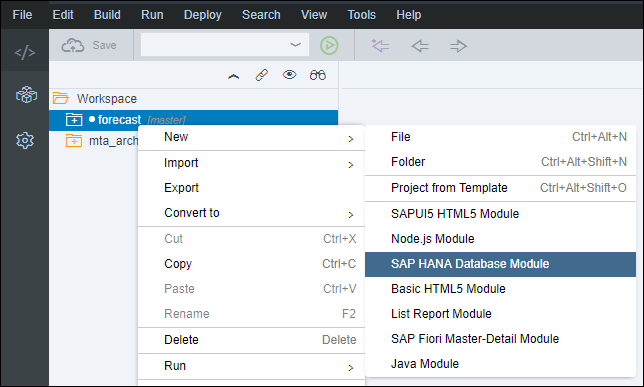 File Edit Build Run Deploy Search View Tools Help
</> Save
Workspace
forecast [master]
mta_arch
New
Import
Export
Convert to
Cut Ctrl+X
Copy Ctrl+C
Paste Ctrl+V
Rename F2
Delete Delete
Run
File Ctrl+Alt+N
Folder Ctrl+Alt+Shift+N
Project from Template Ctrl+Alt+Shift+O
SAPUI5 HTML5 Module
Node.js Module
SAP HANA Database Module
Basic HTML5 Module
List Report Module
SAP Fiori Master-Detail Module
Java Module